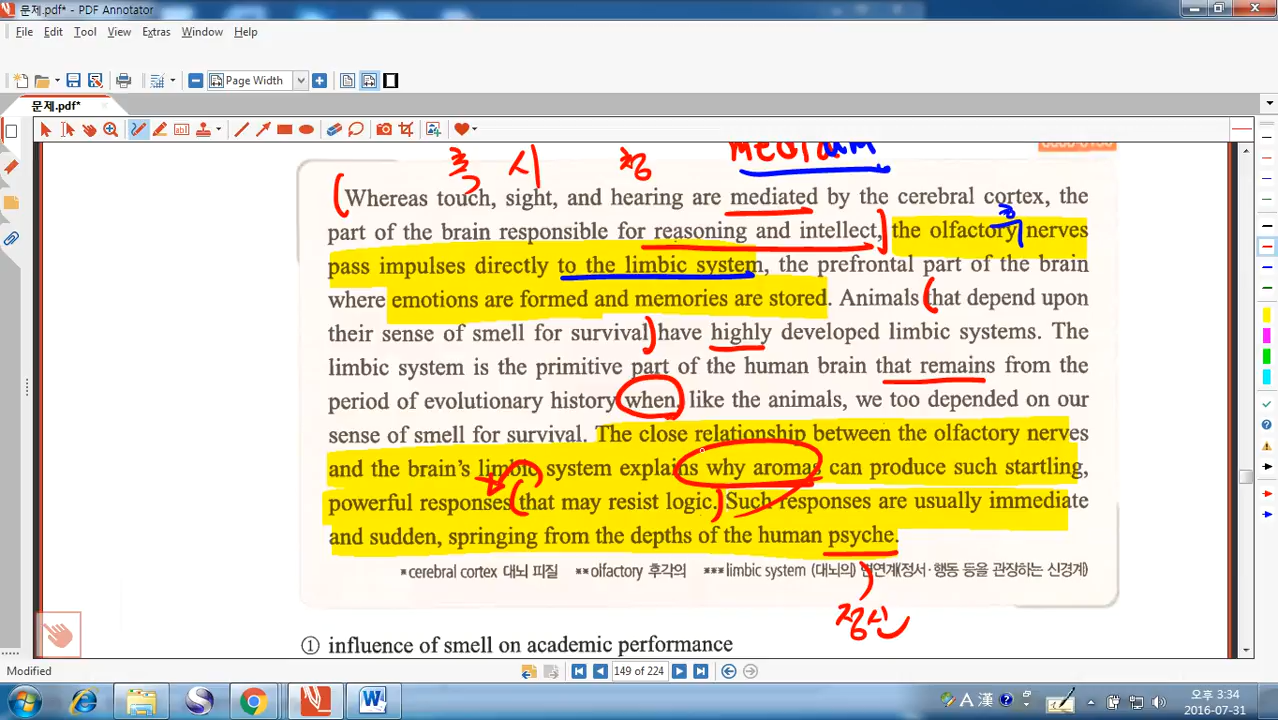 문제.pdf* - PDF Annotator
File Edit Tool View Extras Window Help
Page Width
문제.pdf*
Medium
촉 시 청
Whereas touch, sight, and hearing are mediated by the cerebral cortex, the
part of the brain responsible for reasoning and intellect, the olfactory nerves
pass impulses directly to the limbic system, the prefrontal part of the brain
where emotions are formed and memories are stored. Animals that depend upon
their sense of smell for survival have highly developed limbic systems. The
limbic system is the primitive part of the human brain that remains from the
period of evolutionary history when, like the animals, we too depended on our
sense of smell for survival. The close relationship between the olfactory nerves
and the brain's limbic system explains why aromas can produce such startling,
powerful responses that may resist logic. Such responses are usually immediate
and sudden, springing from the depths of the human psyche.
*cerebral cortex 대뇌 피질 **olfactory 후각의 ***limbic system (대뇌의) 변연계(정서·행동 등을 관장하는 신경계)
정신
① influence of smell on academic performance
Modified
149 of 224
A 漢
오후 3:34
2016-07-31